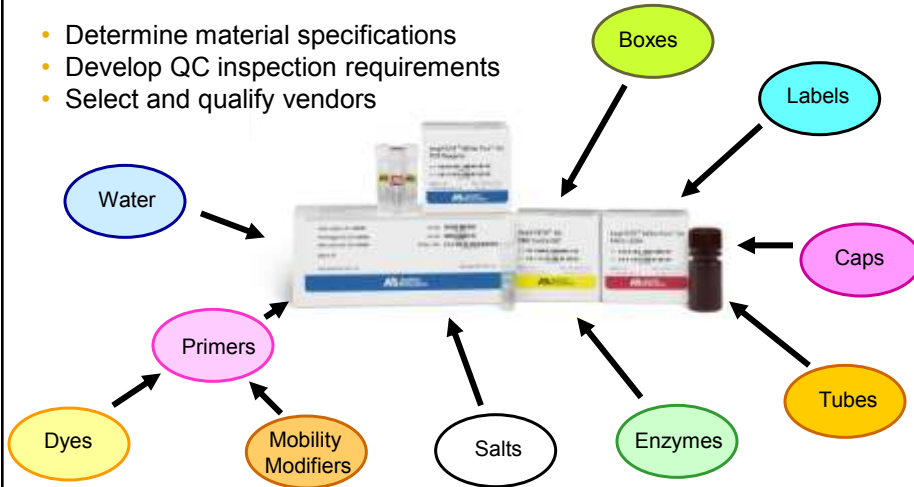 • Determine material specifications
• Develop QC inspection requirements
• Select and qualify vendors
Boxes
Labels
Water
Caps
Primers
Tubes
Dyes
Mobility
Modifiers
Salts
Enzymes